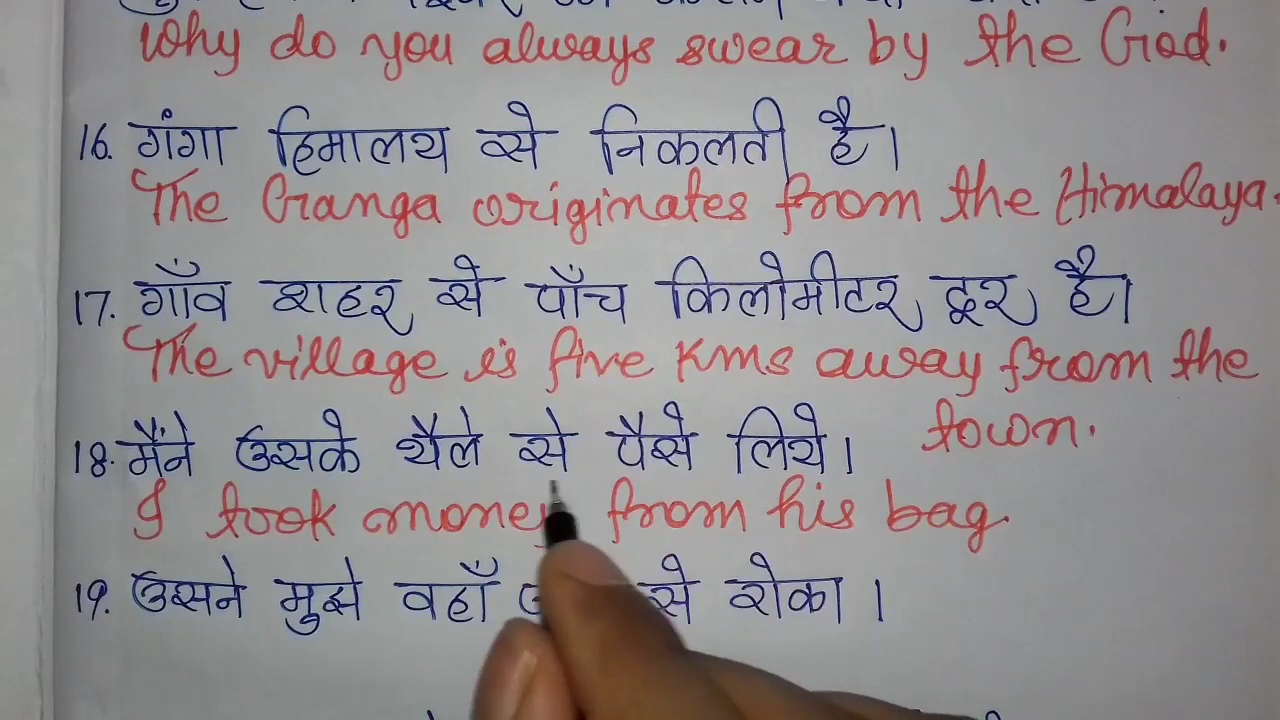 Why do you always swear by the God.
16. गंगा हिमालय से निकलती है।
The Ganga originates from the Himalaya.
17. गाँव शहर से पाँच किलोमीटर दूर है।
The village is five Kms away from the
town.
18. मैंने उसके थैले से पैसे लिये।
I took money from his bag.
19. उसने मुझे वहाँ से रोका।